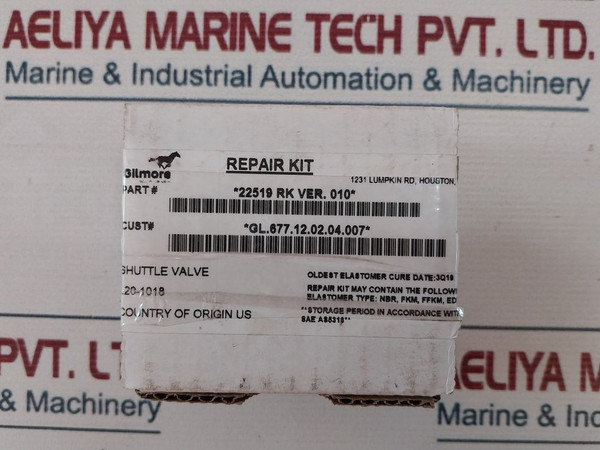 AELIYA MARINE TECH PVT. LTD.
Marine & Industrial Automation & Machinery
Gilmore
REPAIR KIT
1231 LUMPKIN RD, HOUSTON,
PART #
*22519 RK VER. 010*
CUST#
*GL.677.12.02.04.007*
SHUTTLE VALVE
OLDEST ELASTOMER CURE DATE:3Q18
20-1018
REPAIR KIT MAY CONTAIN THE FOLLOWI
ELASTOMER TYPE: NBR, FKM, FFKM, ED
COUNTRY OF ORIGIN US
**STORAGE PERIOD IN ACCORDANCE WITH
SAE AS5316**
PVT. LT
AELIYA MARI
& Machinery
Marine & Ind